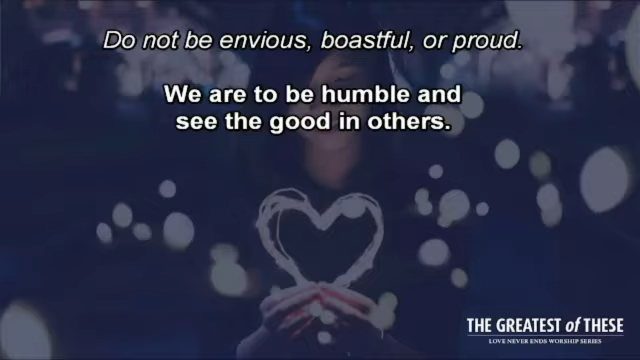 Do not be envious, boastful, or proud.
We are to be humble and
see the good in others.
THE GREATEST of THESE
LOVE NEVER ENDS WORSHIP SERIES